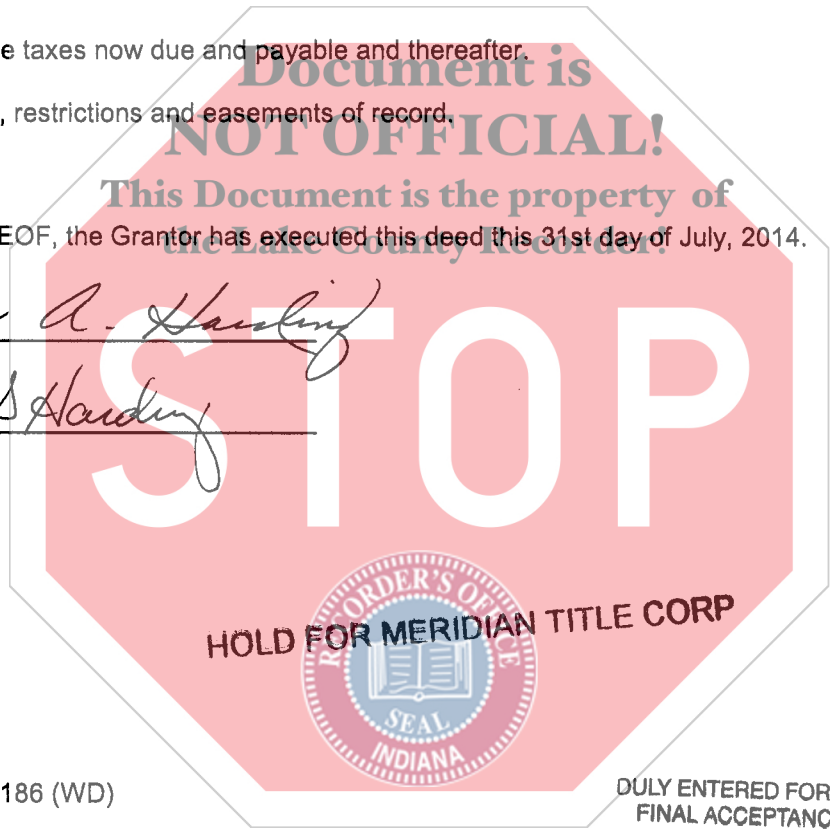 e taxes now due and payable and thereafter.
Document is
, restrictions and easements of record.
NOT OFFICIAL!
This Document is the property of
EOF, the Grantor has executed this deed this 31st day of July, 2014.
the Lake County Recorder!
A. Harding
S Harding
STOP
RECORDER'S OFFICE
HOLD FOR MERIDIAN TITLE CORP
SEAL
INDIANA
186 (WD)
DULY ENTERED FOR
FINAL ACCEPTANC